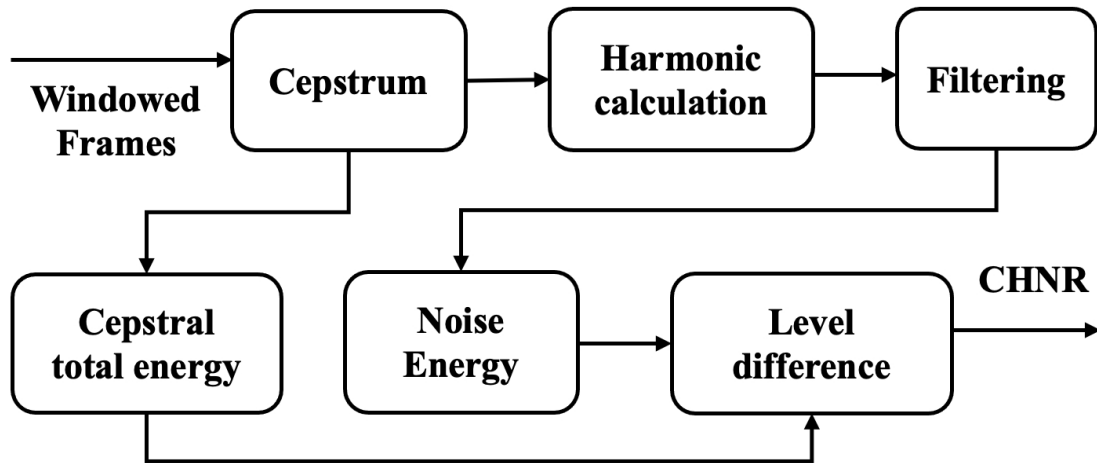 Windowed
Frames
Cepstrum
Harmonic
calculation
Filtering
Cepstral
total energy
Noise
Energy
Level
difference
CHNR